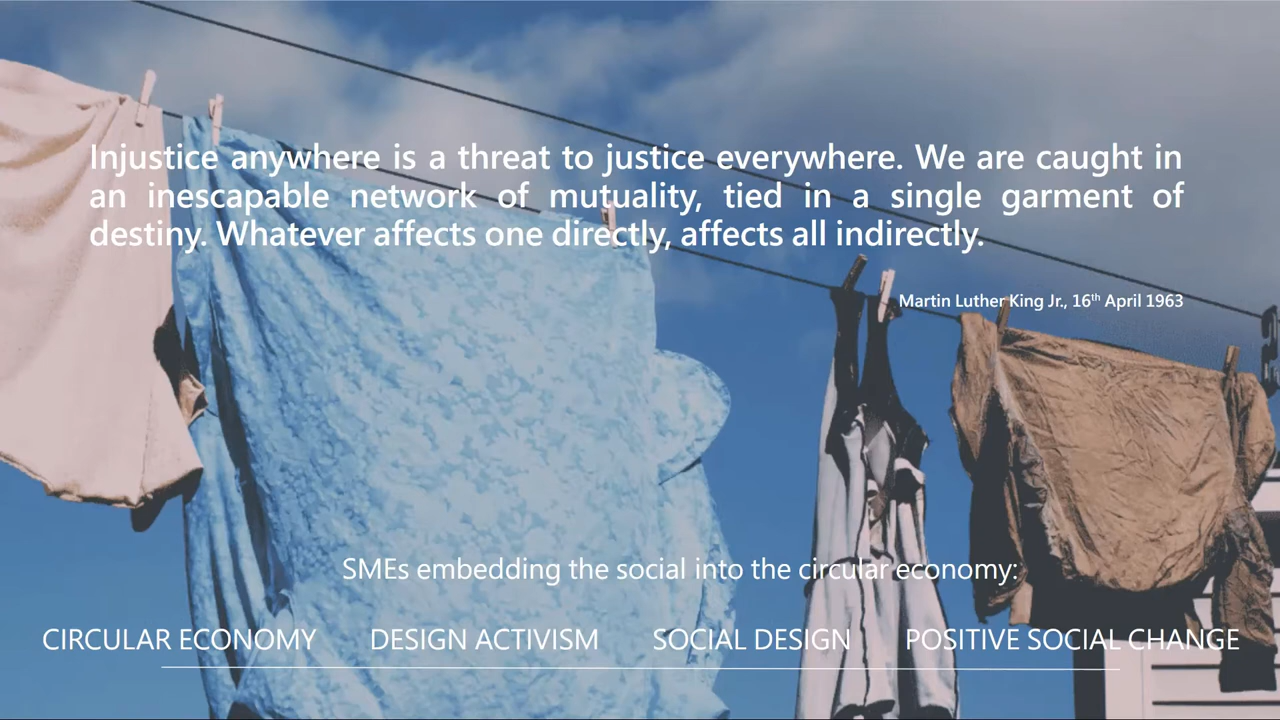 Injustice anywhere is a threat to justice everywhere. We are caught in
an inescapable network of mutuality, tied in a single garment of
destiny. Whatever affects one directly, affects all indirectly.
Martin Luther King Jr., 16th April 1963
SMEs embedding the social into the circular economy:
CIRCULAR ECONOMY DESIGN ACTIVISM SOCIAL DESIGN POSITIVE SOCIAL CHANGE